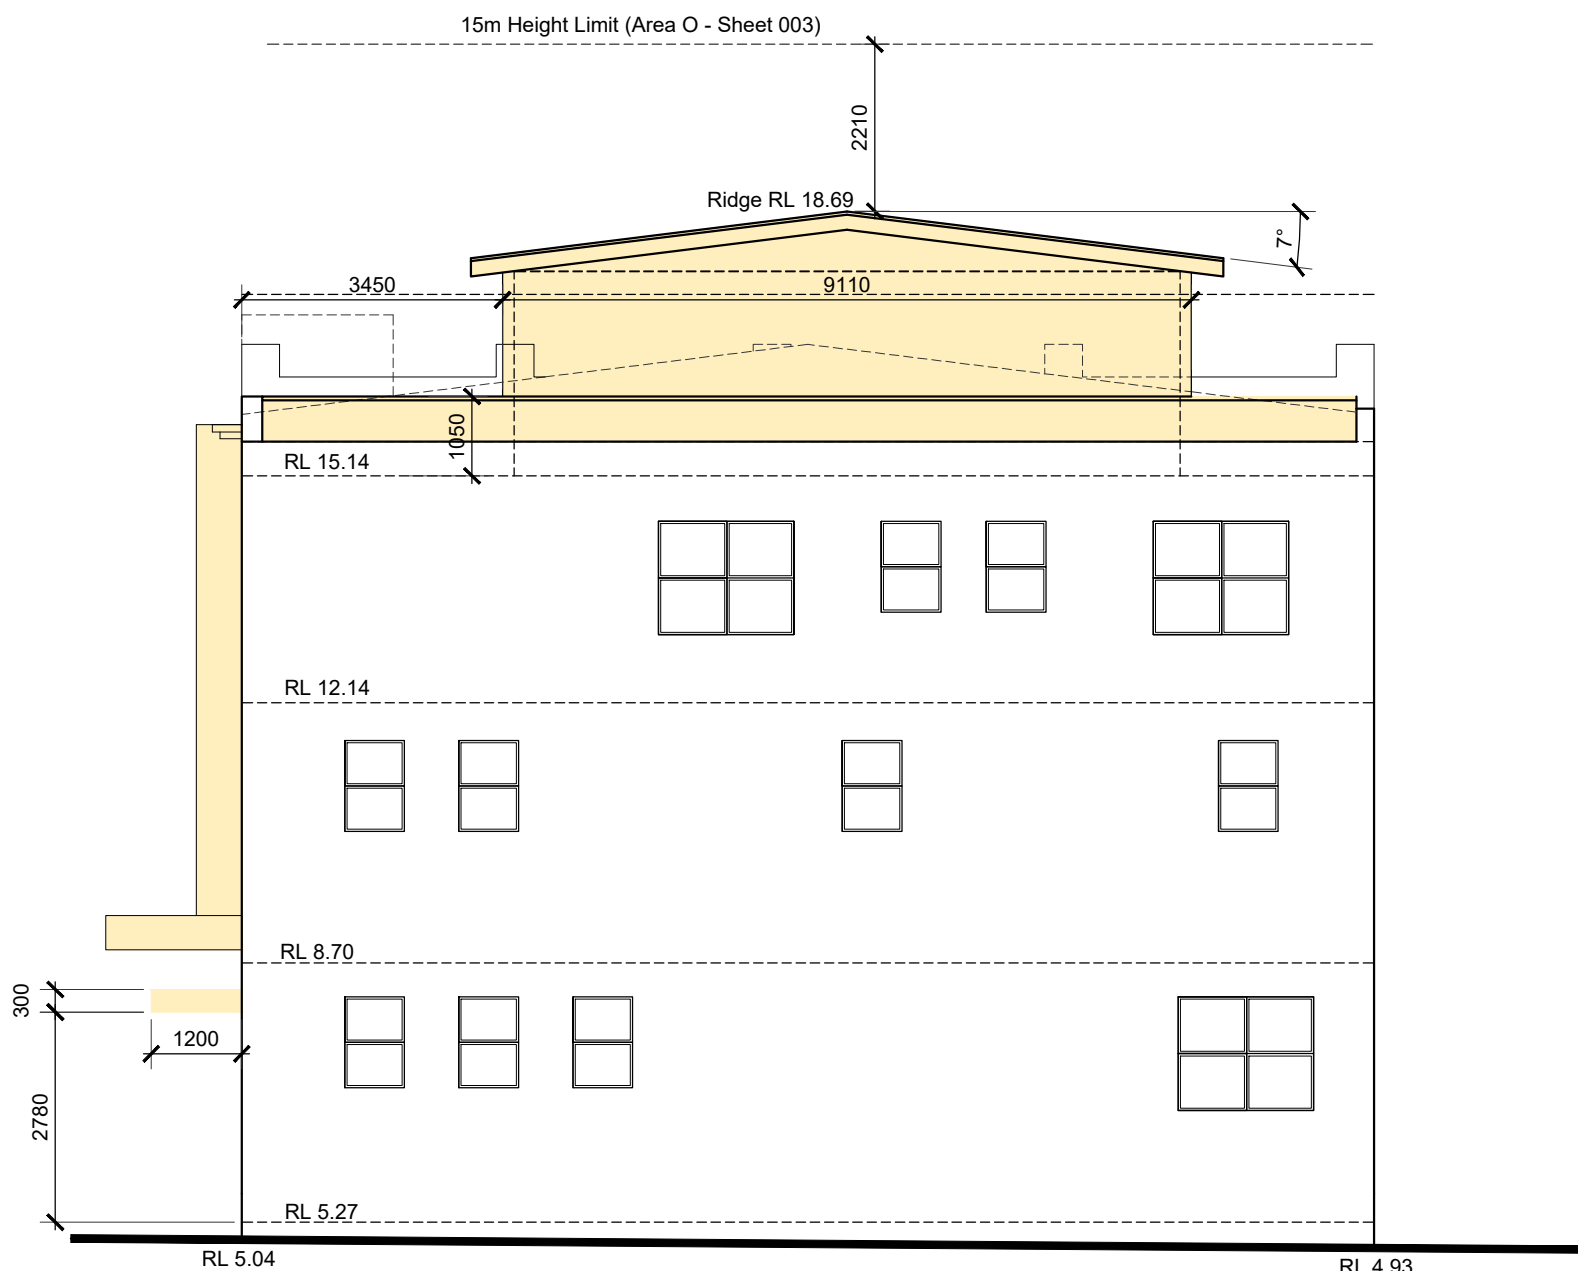 15m Height Limit (Area O - Sheet 003)
2210
Ridge RL 18.69
7°
3450
9110
1050
RL 15.14
RL 12.14
RL 8.70
300
1200
2780
RL 5.27
RL 5.04
RL 4.93